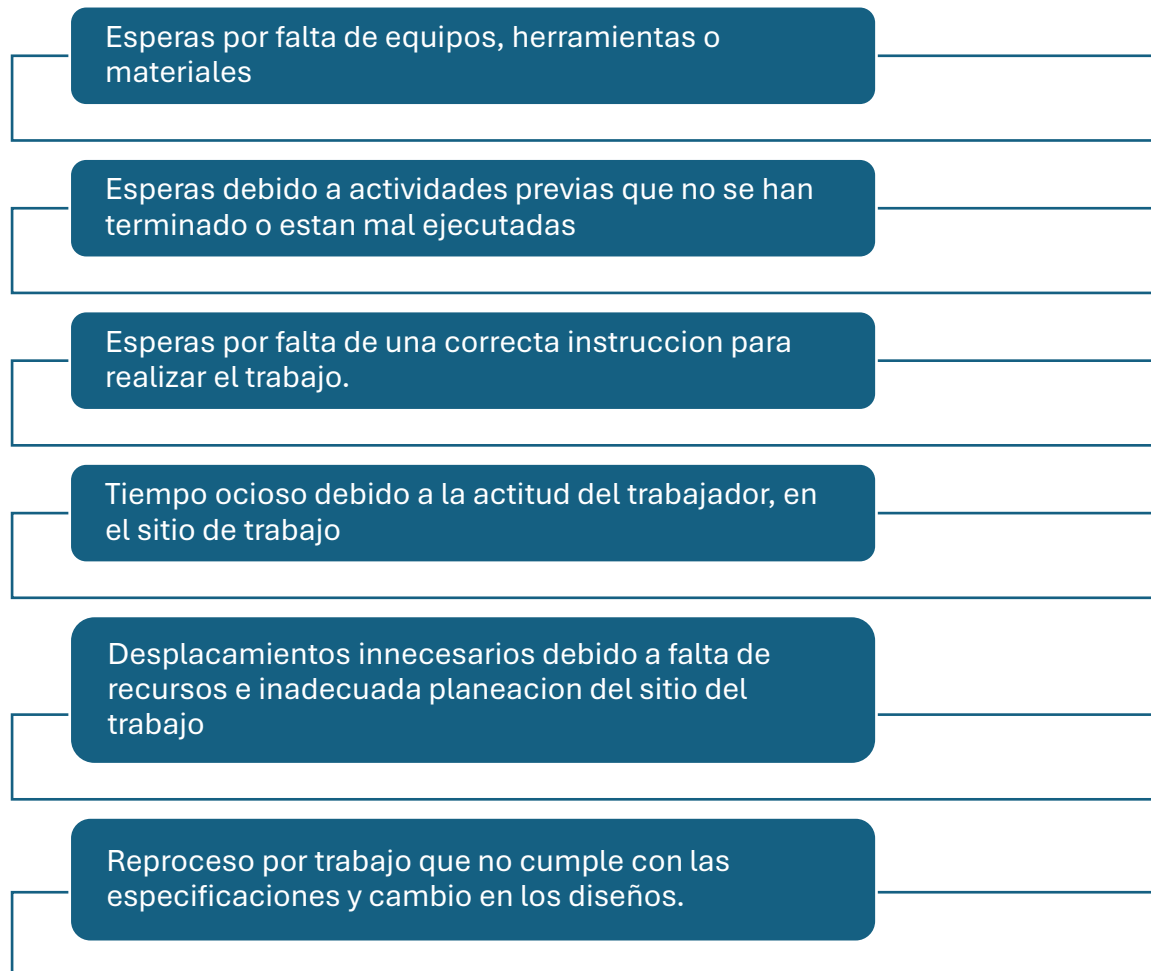 Esperas por falta de equipos, herramientas o
materiales
Esperas debido a actividades previas que no se han
terminado o estan mal ejecutadas
Esperas por falta de una correcta instruccion para
realizar el trabajo.
Tiempo ocioso debido a la actitud del trabajador, en
el sitio de trabajo
Desplacamientos innecesarios debido a falta de
recursos e inadecuada planeacion del sitio del
trabajo
Reproceso por trabajo que no cumple con las
especificaciones y cambio en los diseños.